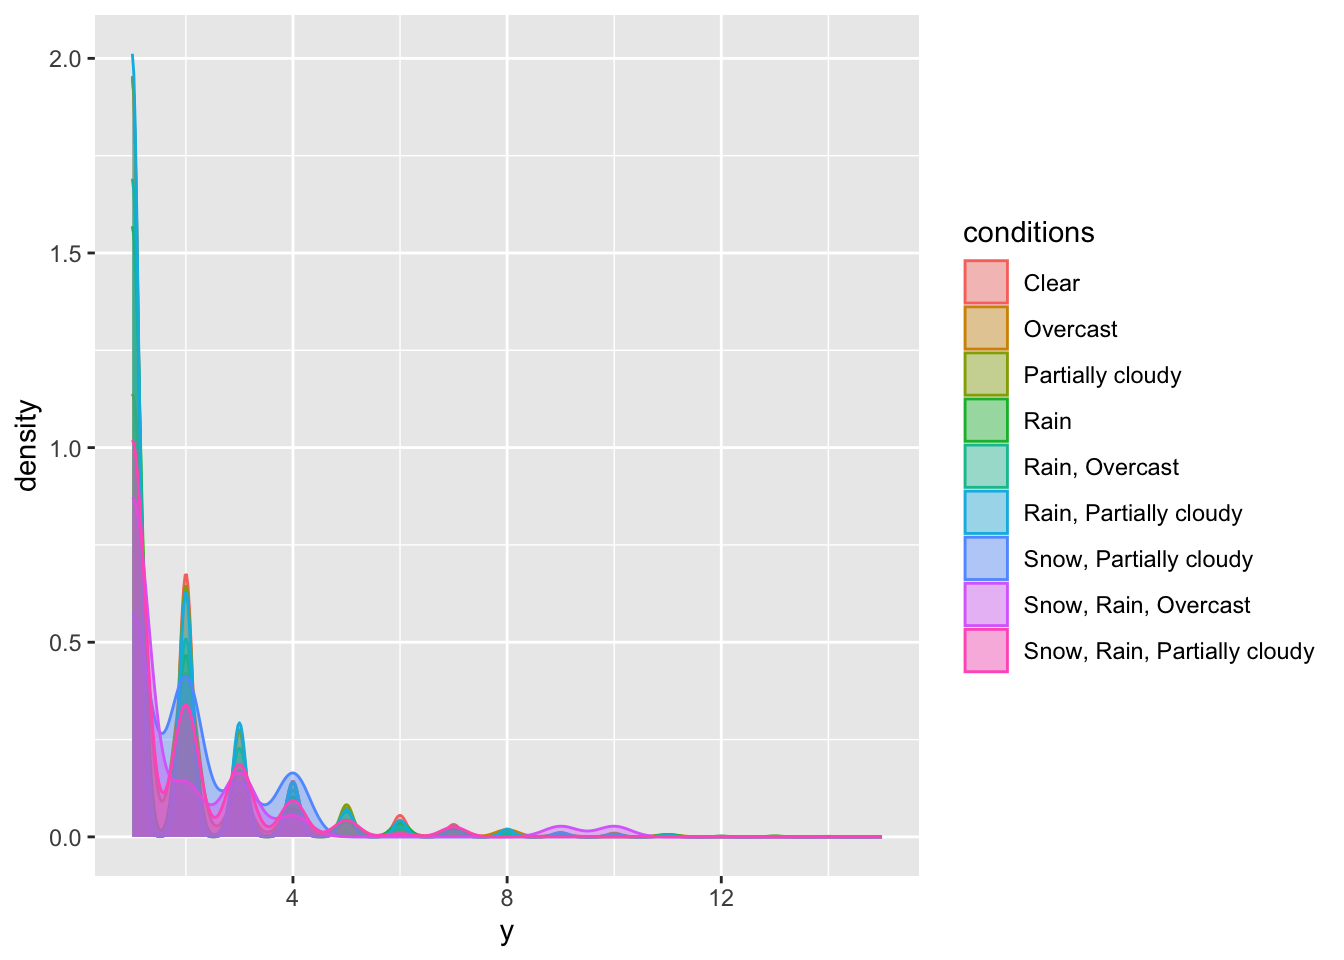 2.0
1.5
1.0
0.5
0.0
density
4
8
12
y
conditions
Clear
Overcast
Partially cloudy
Rain
Rain, Overcast
Rain, Partially cloudy
Snow, Partially cloudy
Snow, Rain, Overcast
Snow, Rain, Partially cloudy